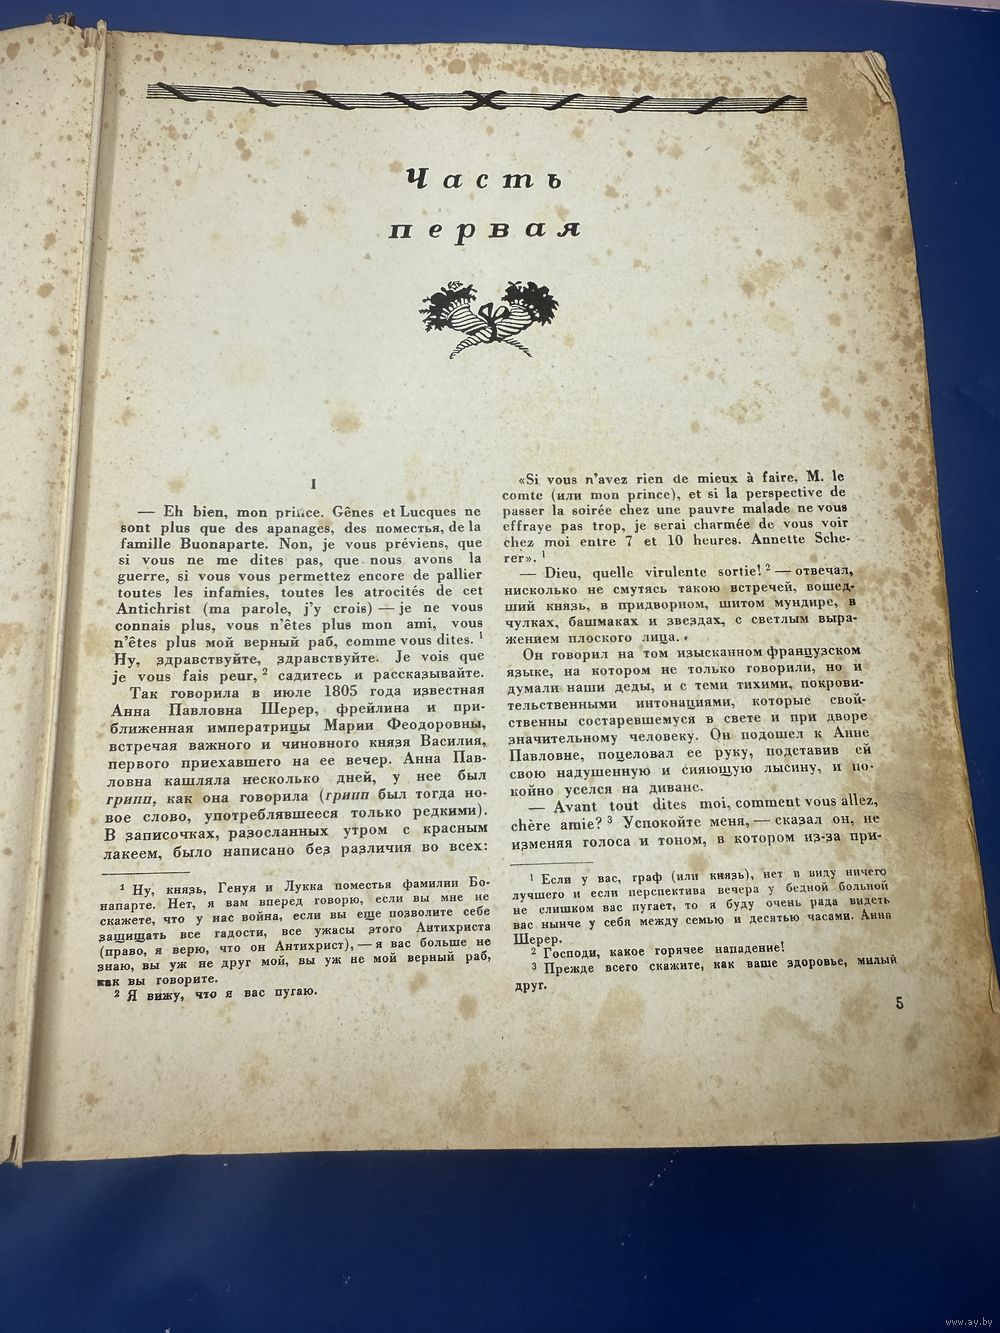 Часть
первая
I
— Eh bien, mon prince. Gênes et Lucques ne
sont plus que des apanages, des поместья, de la
famille Buonaparte. Non, je vous préviens, que
si vous ne me dites pas, que nous avons la
guerre, si vous vous permettez encore de pallier
toutes les infamies, toutes les atrocités de cet
Antichrist (ma parole, j'y crois) — je ne vous
connais plus, vous n'êtes plus mon ami, vous
n'êtes plus мой верный раб, comme vous dites. 1
Ну, здравствуйте, здравствуйте. Je vois que
je vous fais peur, 2 садитесь и рассказывайте.
Так говорила в июле 1805 года известная
Анна Павловна Шерер, фрейлина и при-
ближенная императрицы Марии Феодоровны,
встречая важного и чиновного князя Василия,
первого приехавшего на ее вечер. Анна Пав-
ловна кашляла несколько дней, у нее был
грипп, как она говорила (грипп был тогда но-
вое слово, употреблявшееся только редкими).
В записочках, разосланных утром с красным
лакеем, было написано без различия во всех:
1 Ну, князь, Генуя и Лукка поместья фамилии Бо-
напарте. Нет, я вам вперед говорю, если вы мне не
скажете, что у нас война, если вы еще позволите себе
защищать все гадости, все ужасы этого Антихриста
(право, я верю, что он Антихрист), — я вас больше не
знаю, вы уж не друг мой, вы уж не мой верный раб,
как вы говорите.
2 Я вижу, что я вас пугаю.
«Si vous n'avez rien de mieux à faire, M. le
comte (или mon prince), et si la perspective de
passer la soirée chez une pauvre malade ne vous
effraye pas trop, je serai charmée de vous voir
chez moi entre 7 et 10 heures. Annette Sche-
rer». 1
— Dieu, quelle virulente sortie! 2 — отвечал,
нисколько не смутясь такою встречей, вошед-
ший князь, в придворном, шитом мундире, в
чулках, башмаках и звездах, с светлым выра-
жением плоского лица.
Он говорил на том изысканном французском
языке, на котором не только говорили, но и
думали наши деды, и с теми тихими, покрови-
тельственными интонациями, которые свой-
ственны состаревшемуся в свете и при дворе
значительному человеку. Он подошел к Анне
Павловне, поцеловал ее руку, подставив ей
свою надушенную и сияющую лысину, и по-
койно уселся на диване.
— Avant tout dites moi, comment vous allez,
chère amie? 3 Успокойте меня, — сказал он, не
изменяя голоса и тоном, в котором из-за при-
1 Если у вас, граф (или князь), нет в виду ничего
лучшего и если перспектива вечера у бедной больной
не слишком вас пугает, то я буду очень рада видеть
вас нынче у себя между семью и десятью часами. Анна
Шерер.
2 Господи, какое горячее нападение!
3 Прежде всего скажите, как ваше здоровье, милый
друг.
5
www.ay.by